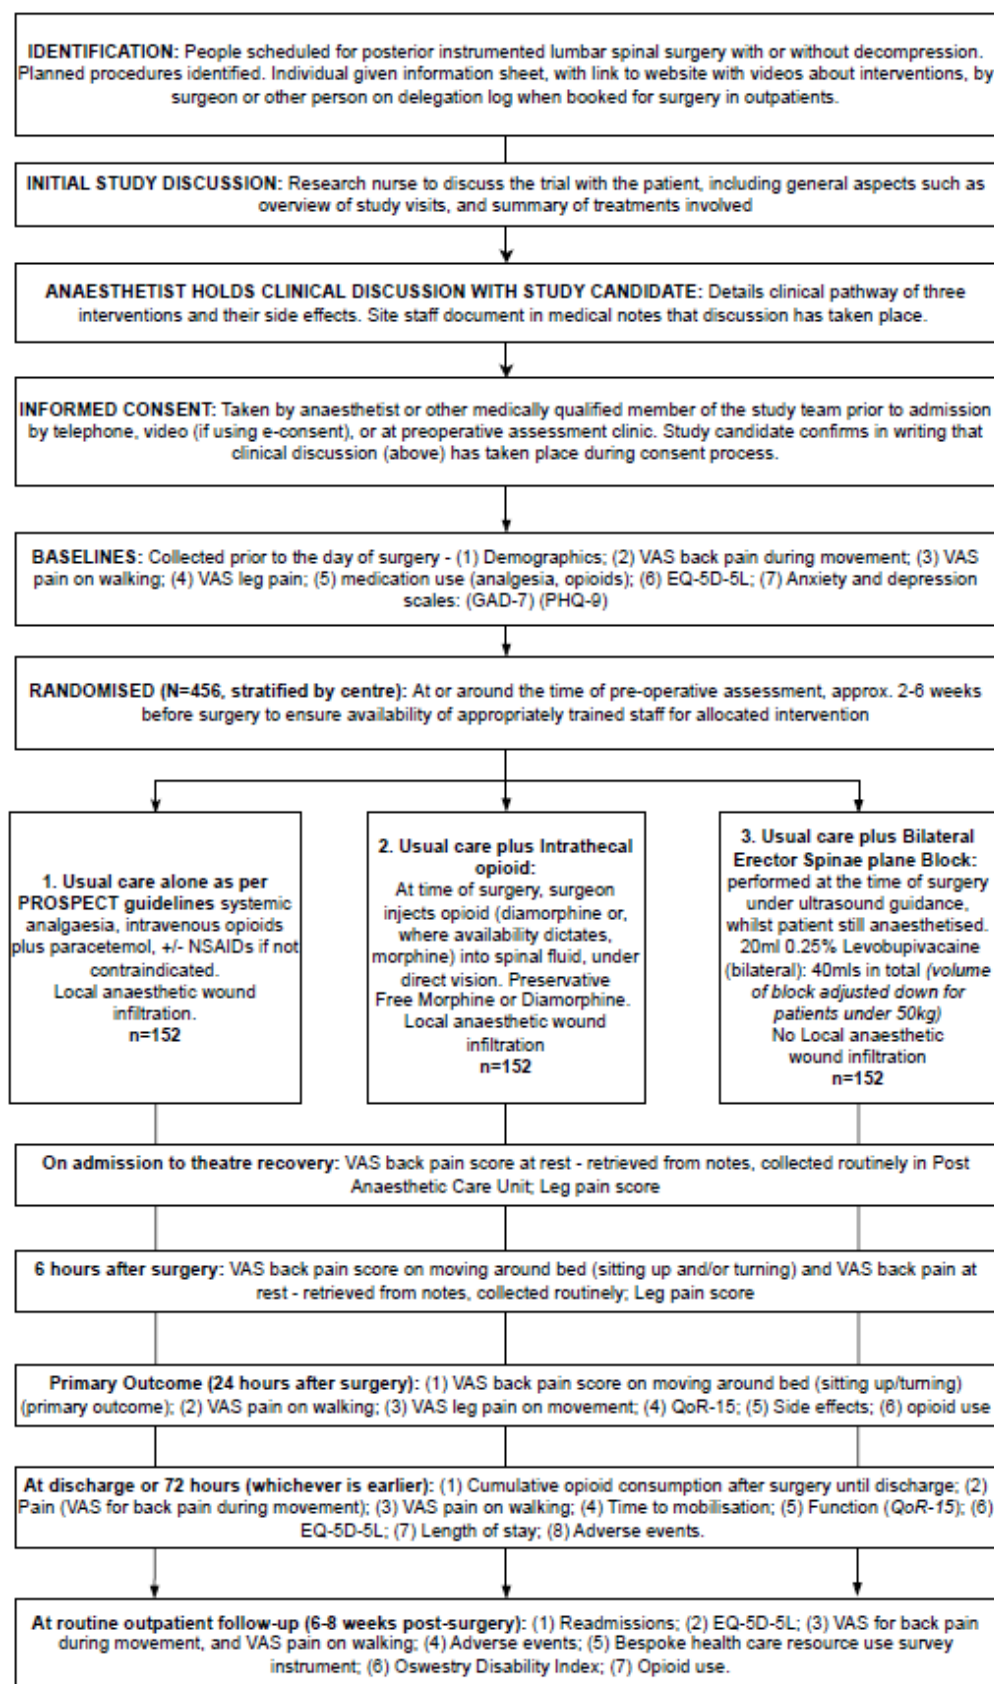 IDENTIFICATION: People scheduled for posterior instrumented lumbar spinal surgery with or without decompression.
Planned procedures identified. Individual given information sheet, with link to website with videos about interventions, by
surgeon or other person on delegation log when booked for surgery in outpatients.
INITIAL STUDY DISCUSSION: Research nurse to discuss the trial with the patient, including general aspects such as
overview of study visits, and summary of treatments involved
ANAESTHETIST HOLDS CLINICAL DISCUSSION WITH STUDY CANDIDATE: Details clinical pathway of three
interventions and their side effects. Site staff document in medical notes that discussion has taken place.
INFORMED CONSENT: Taken by anaesthetist or other medically qualified member of the study team prior to admission
by telephone, video (if using e-consent), or at preoperative assessment clinic. Study candidate confirms in writing that
clinical discussion (above) has taken place during consent process.
BASELINES: Collected prior to the day of surgery - (1) Demographics; (2) VAS back pain during movement; (3) VAS
pain on walking; (4) VAS leg pain; (5) medication use (analgesia, opioids); (6) EQ-5D-5L; (7) Anxiety and depression
scales: (GAD-7) (PHQ-9)
RANDOMISED (N=456, stratified by centre): At or around the time of pre-operative assessment, approx. 2-6 weeks
before surgery to ensure availability of appropriately trained staff for allocated intervention
1. Usual care alone as per
PROSPECT guidelines systemic
analgaesia, intravenous opioids
plus paracetemol, +/- NSAIDs if not
contraindicated.
Local anaesthetic wound
infiltration.
n=152
2. Usual care plus Intrathecal
opioid:
At time of surgery, surgeon
injects opioid (diamorphine or,
where availability dictates,
morphine) into spinal fluid, under
direct vision. Preservative
Free Morphine or Diamorphine.
Local anaesthetic wound
infiltration
n=152
3. Usual care plus Bilateral
Erector Spinae plane Block:
performed at the time of surgery
under ultrasound guidance,
whilst patient still anaesthetised.
20ml 0.25% Levobupivacaine
(bilateral): 40mls in total (volume
of block adjusted down for
patients under 50kg)
No Local anaesthetic
wound infiltration
n=152
On admission to theatre recovery: VAS back pain score at rest - retrieved from notes, collected routinely in Post
Anaesthetic Care Unit; Leg pain score
6 hours after surgery: VAS back pain score on moving around bed (sitting up and/or turning) and VAS back pain at
rest - retrieved from notes, collected routinely; Leg pain score
Primary Outcome (24 hours after surgery): (1) VAS back pain score on moving around bed (sitting up/turning)
(primary outcome); (2) VAS pain on walking; (3) VAS leg pain on movement; (4) QoR-15; (5) Side effects; (6) opioid use
At discharge or 72 hours (whichever is earlier): (1) Cumulative opioid consumption after surgery until discharge; (2)
Pain (VAS for back pain during movement); (3) VAS pain on walking; (4) Time to mobilisation; (5) Function (QoR-15); (6)
EQ-5D-5L; (7) Length of stay; (8) Adverse events.
At routine outpatient follow-up (6-8 weeks post-surgery): (1) Readmissions; (2) EQ-5D-5L; (3) VAS for back pain
during movement, and VAS pain on walking; (4) Adverse events; (5) Bespoke health care resource use survey
instrument; (6) Oswestry Disability Index; (7) Opioid use.